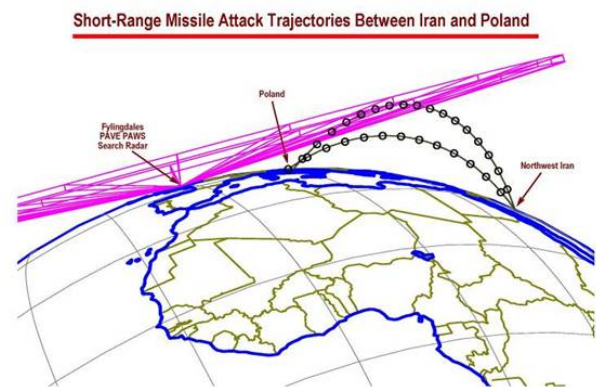 Short-Range Missile Attack Trajectories Between Iran and Poland
Poland
Fylingdales
PAVE PAWS
Search Radar
Northwest Iran